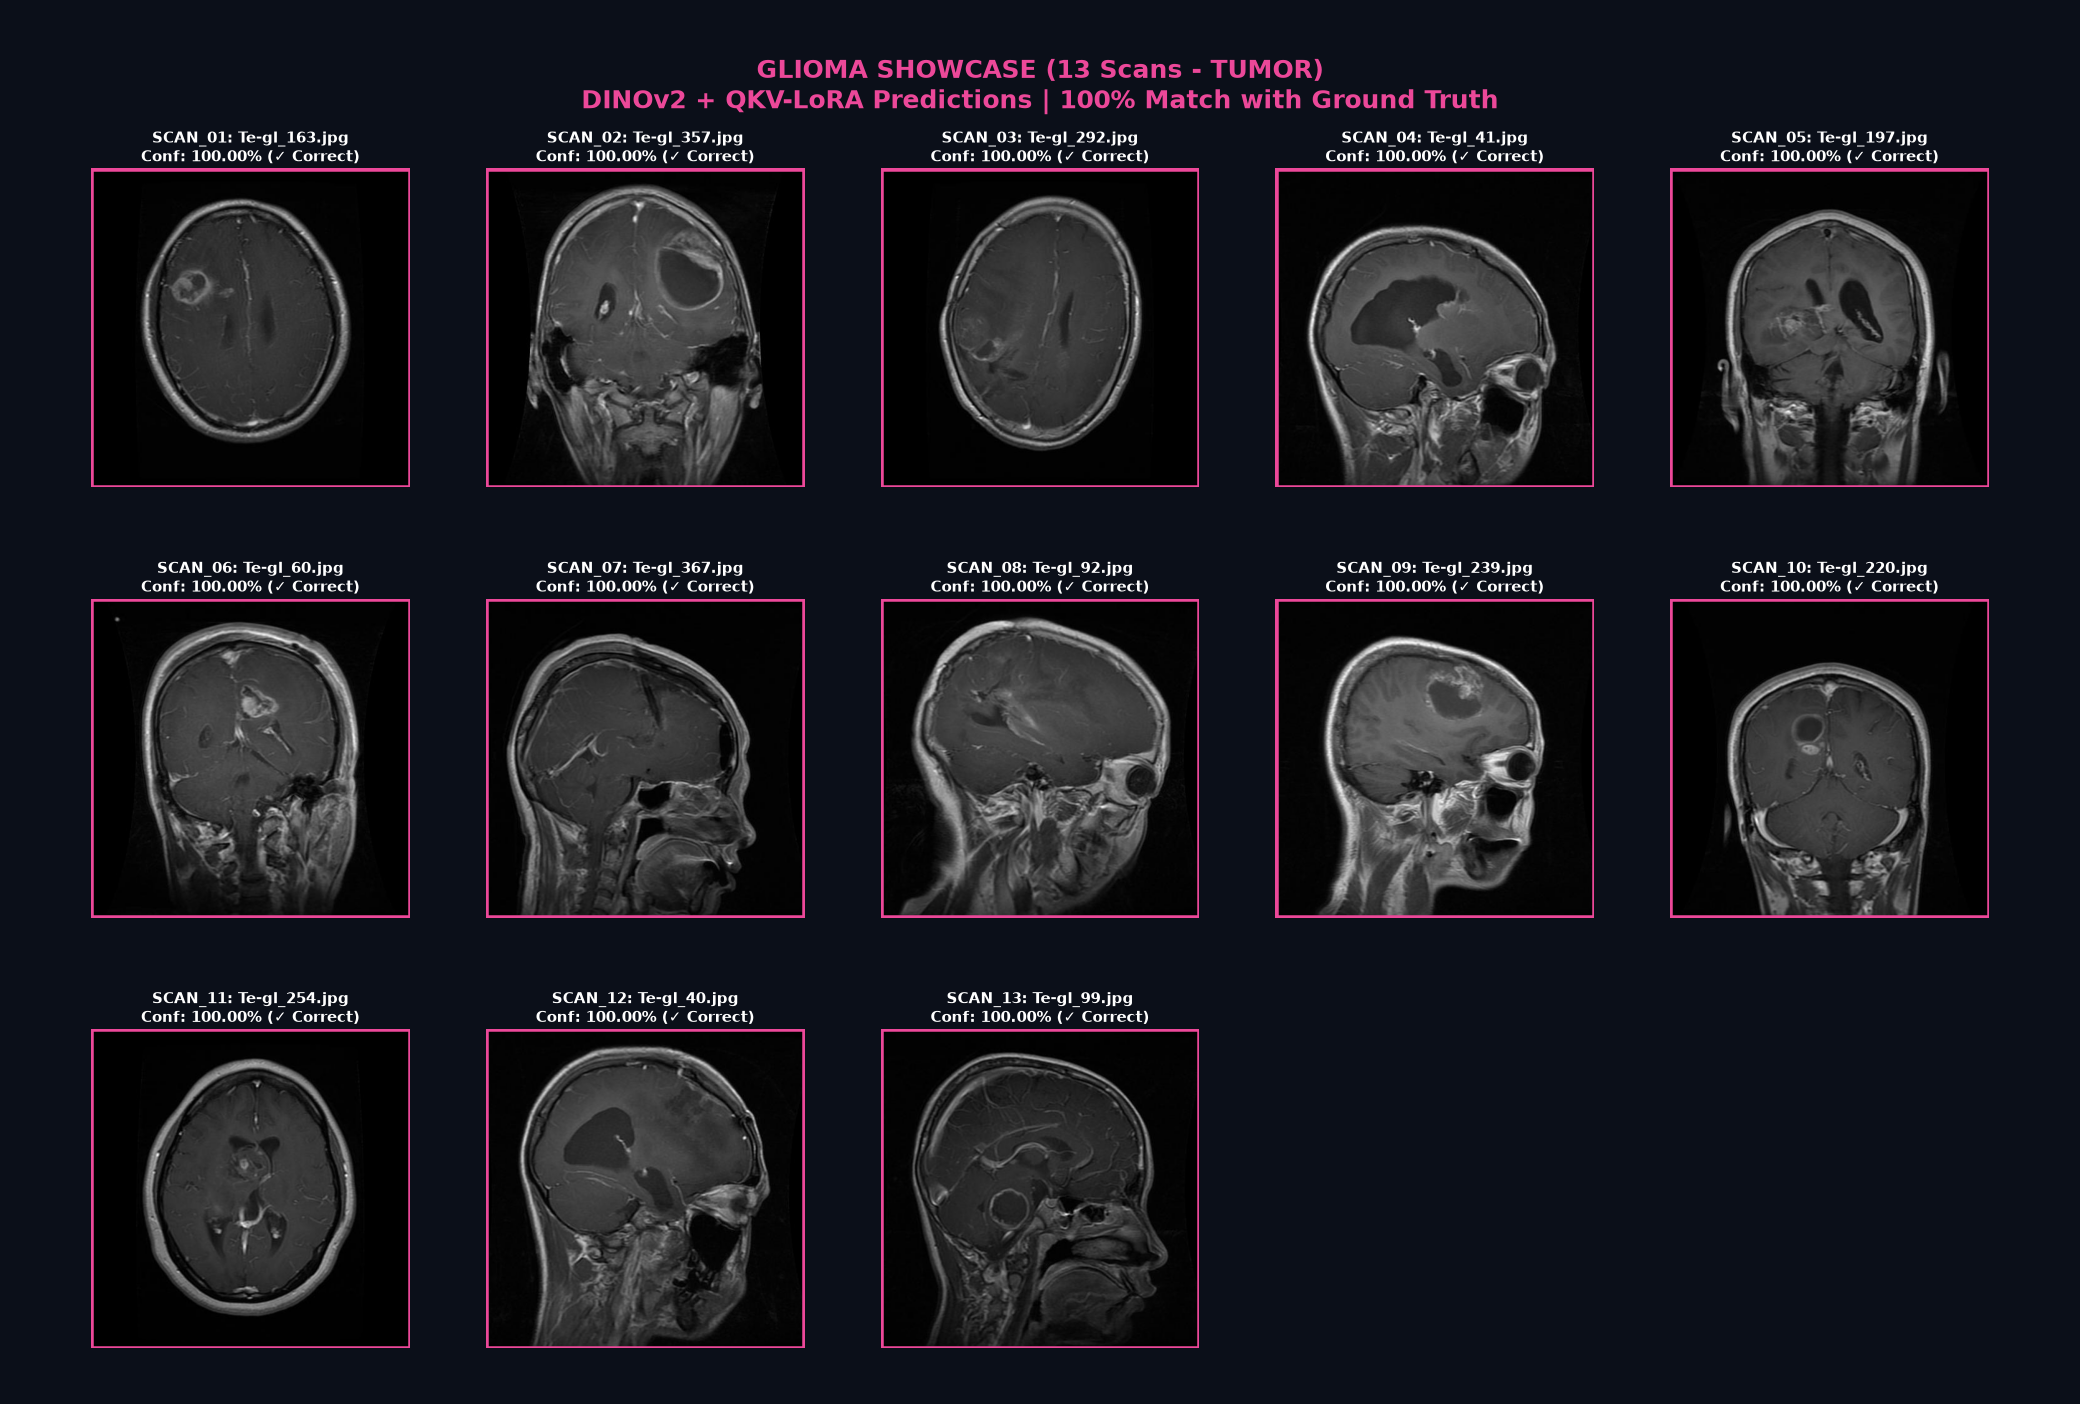 GLIOMA SHOWCASE (13 Scans - TUMOR)
DINOv2 + QKV-LoRA Predictions | 100% Match with Ground Truth
SCAN_01: Te-gl_163.jpg
Conf: 100.00% (✓ Correct)
SCAN_02: Te-gl_357.jpg
Conf: 100.00% (✓ Correct)
SCAN_03: Te-gl_292.jpg
Conf: 100.00% (✓ Correct)
SCAN_04: Te-gl_41.jpg
Conf: 100.00% (✓ Correct)
SCAN_05: Te-gl_197.jpg
Conf: 100.00% (✓ Correct)
SCAN_06: Te-gl_60.jpg
Conf: 100.00% (✓ Correct)
SCAN_07: Te-gl_367.jpg
Conf: 100.00% (✓ Correct)
SCAN_08: Te-gl_92.jpg
Conf: 100.00% (✓ Correct)
SCAN_09: Te-gl_239.jpg
Conf: 100.00% (✓ Correct)
SCAN_10: Te-gl_220.jpg
Conf: 100.00% (✓ Correct)
SCAN_11: Te-gl_254.jpg
Conf: 100.00% (✓ Correct)
SCAN_12: Te-gl_40.jpg
Conf: 100.00% (✓ Correct)
SCAN_13: Te-gl_99.jpg
Conf: 100.00% (✓ Correct)